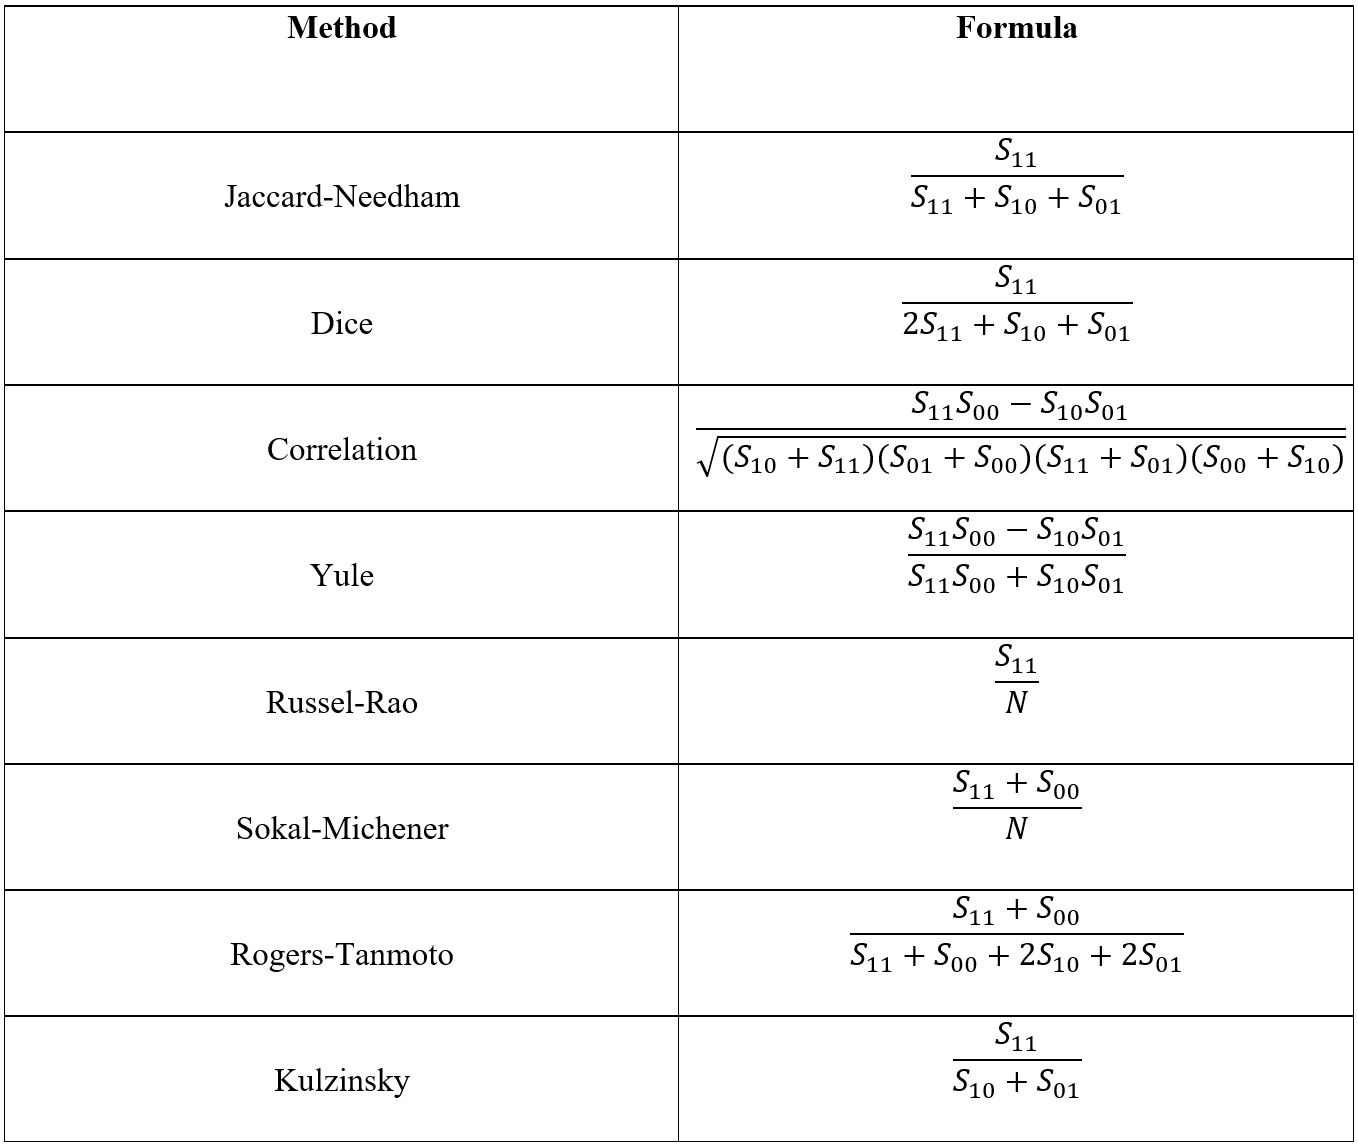 Method
Formula
Jaccard-Needham
S₁₁
S₁₁ + S₁₀ + S₀₁
Dice
S₁₁
2S₁₁ + S₁₀ + S₀₁
Correlation
S₁₁S₀₀ − S₁₀S₀₁
√(S₁₀ + S₁₁)(S₀₁ + S₀₀)(S₁₁ + S₀₁)(S₀₀ + S₁₀)
Yule
S₁₁S₀₀ − S₁₀S₀₁
S₁₁S₀₀ + S₁₀S₀₁
Russel-Rao
S₁₁
N
Sokal-Michener
S₁₁ + S₀₀
N
Rogers-Tanmoto
S₁₁ + S₀₀
S₁₁ + S₀₀ + 2S₁₀ + 2S₀₁
Kulzinsky
S₁₁
S₁₀ + S₀₁